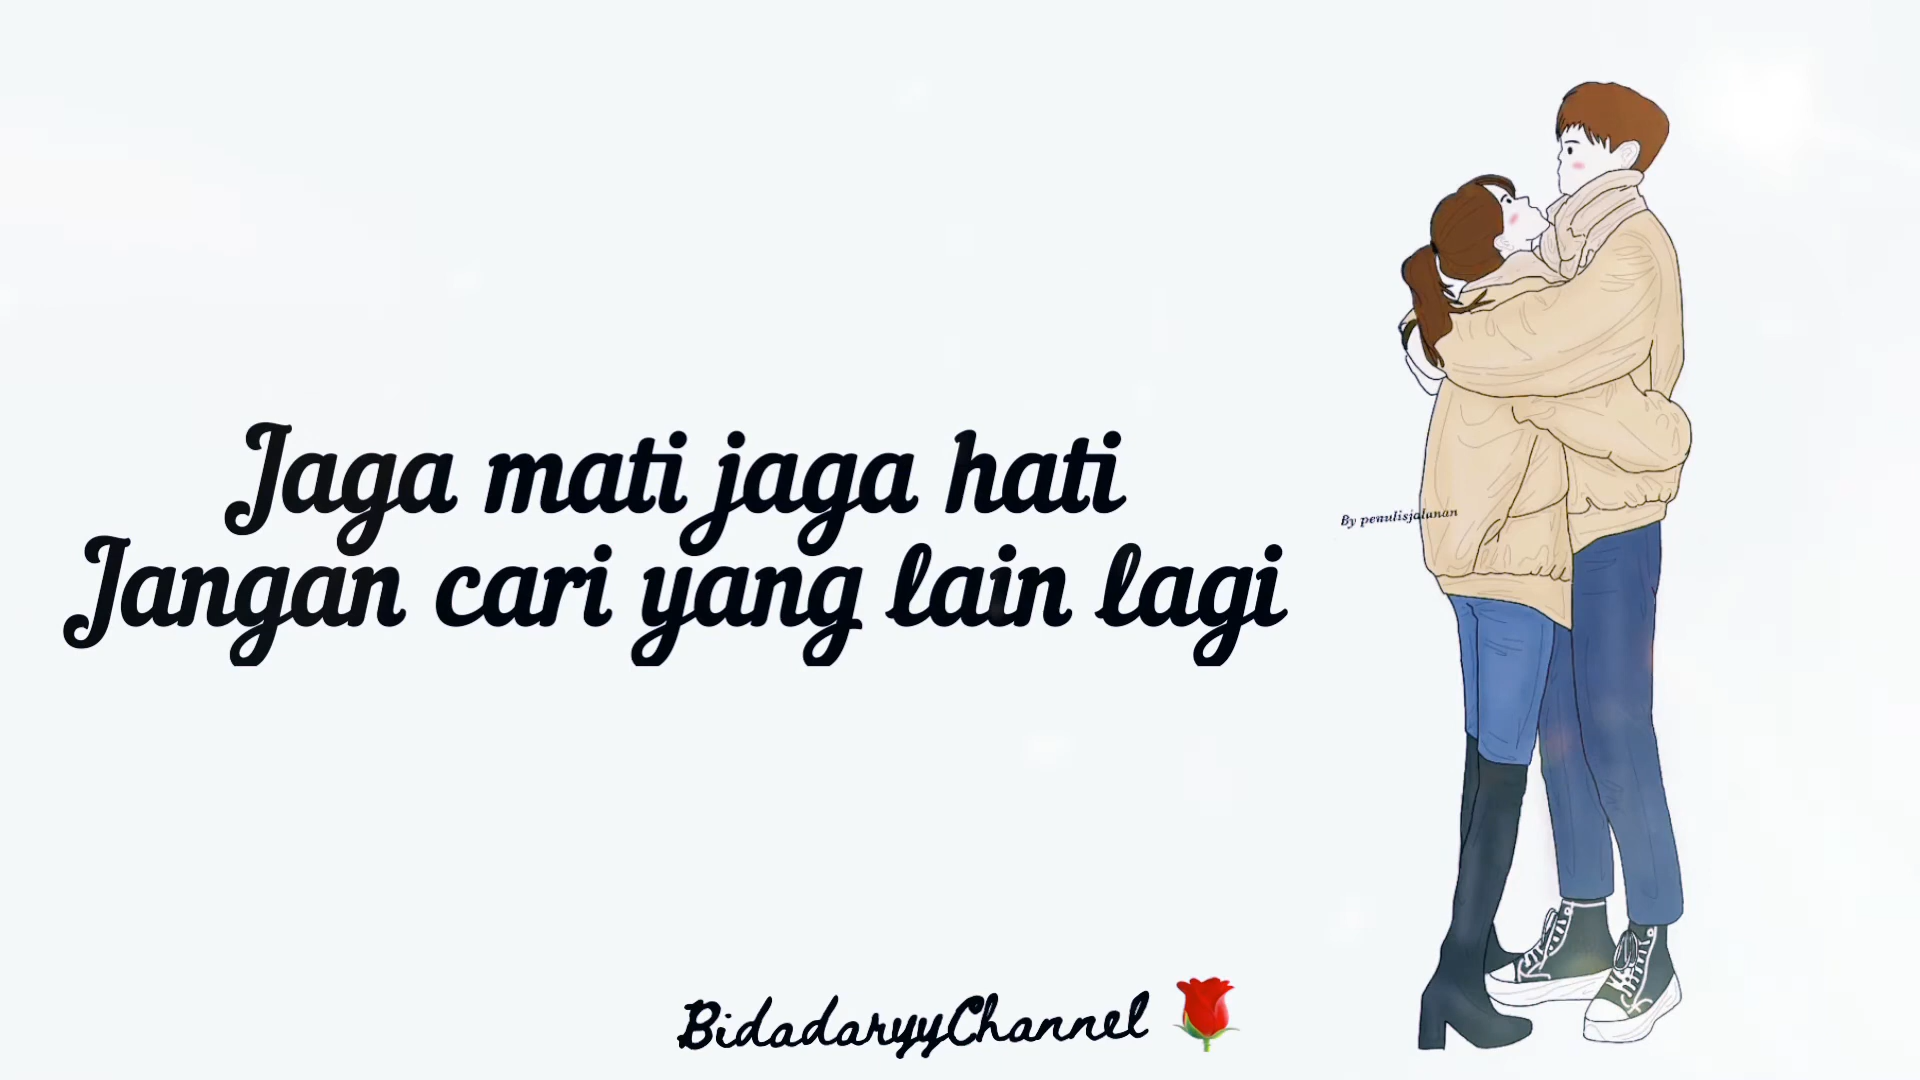 Jaga mati jaga hati
Jangan cari yang lain lagi
By penulisjalanan
BidadaryyChannel